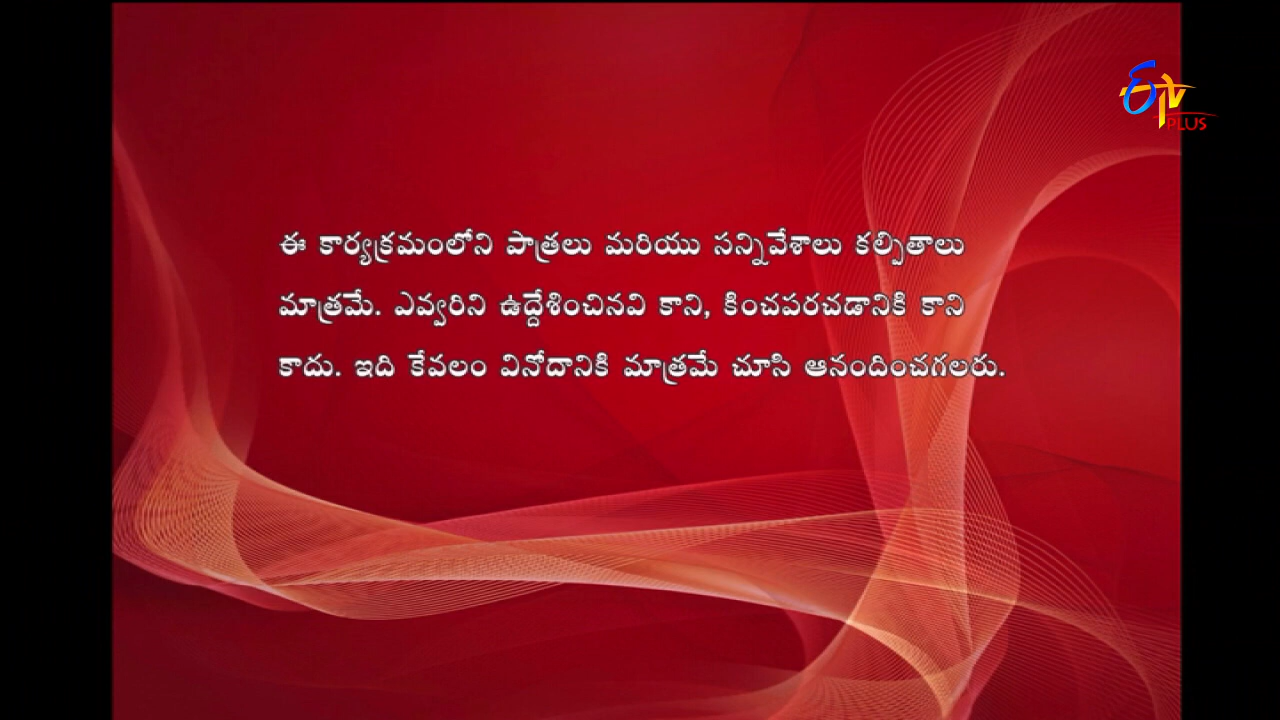 ETV
PLUS
ఈ కార్యక్రమంలోని పాత్రలు మరియు సన్నివేశాలు కల్పితాలు
మాత్రమే. ఎవ్వరిని ఉద్దేశించినవి కాని, కించపరచడానికి కాని
కాదు. ఇది కేవలం వినోదానికి మాత్రమే చూసి ఆనందించగలరు.